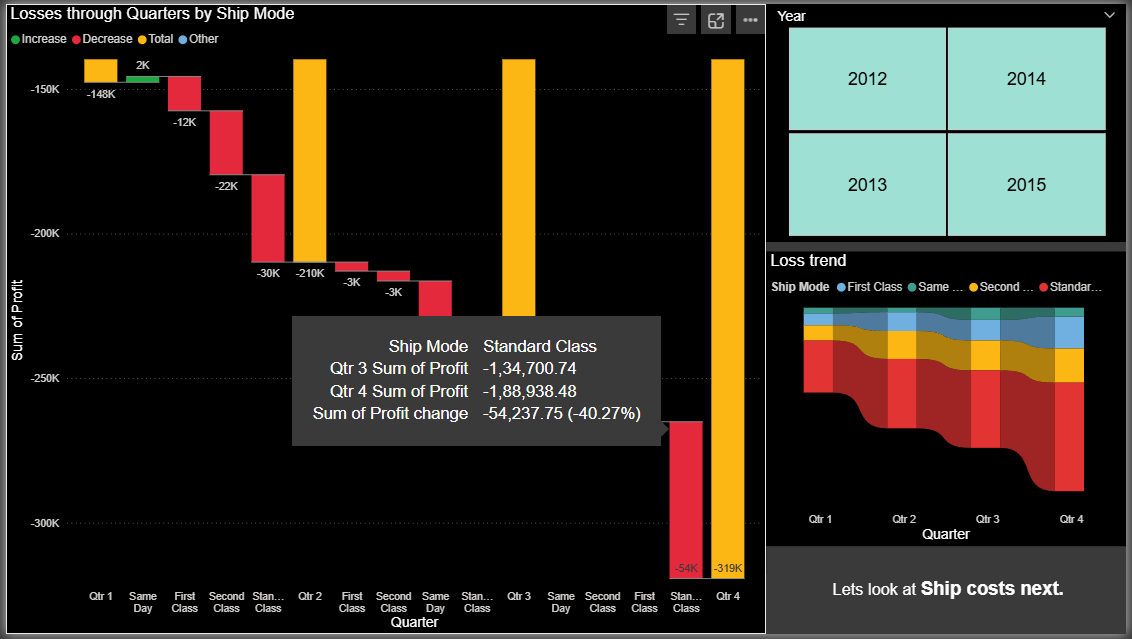 Losses through Quarters by Ship Mode
Increase Decrease Total Other
-150K
-200K
-250K
-300K
Sum of Profit
-148K
2K
-12K
-22K
-30K
-210K
-3K
-3K
-54K
-319K
Ship Mode Standard Class
Qtr 3 Sum of Profit -1,34,700.74
Qtr 4 Sum of Profit -1,88,938.48
Sum of Profit change -54,237.75 (-40.27%)
Qtr 1
Same
Day
First
Class
Second
Class
Stan...
Class
Qtr 2
First
Class
Second
Class
Same
Day
Stan...
Class
Qtr 3
Same
Day
Second
Class
First
Class
Stan...
Class
Qtr 4
Quarter
Year
2012
2014
2013
2015
Loss trend
Ship Mode First Class Same ... Second ... Standar...
Qtr 1 Qtr 2 Qtr 3 Qtr 4
Quarter
Lets look at Ship costs next.